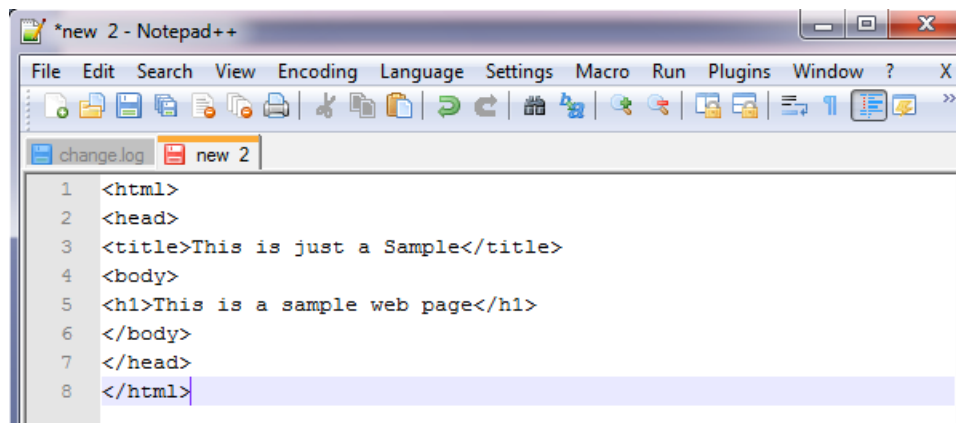 *new 2 - Notepad++
File Edit Search View Encoding Language Settings Macro Run Plugins Window ? X
change.log new 2
1 <html>
2 <head>
3 <title>This is just a Sample</title>
4 <body>
5 <h1>This is a sample web page</h1>
6 </body>
7 </head>
8 </html>